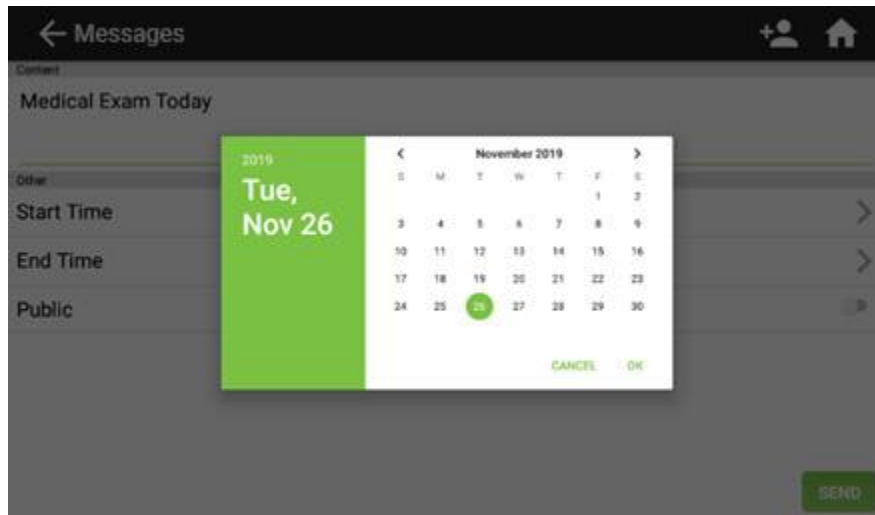 Messages
Content
Medical Exam Today
Other
Start Time
End Time
Public
2019
Tue,
Nov 26
November 2019
S M T W T F S
1 2
3 4 5 6 7 8 9
10 11 12 13 14 15 16
17 18 19 20 21 22 23
24 25 26 27 28 29 30
CANCEL OK
SEND